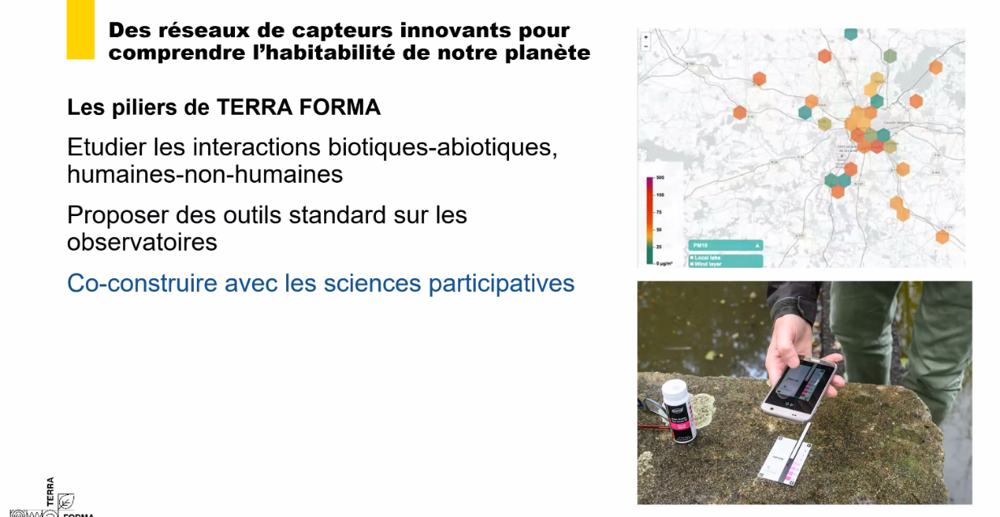 Des réseaux de capteurs innovants pour
comprendre l’habitabilité de notre planète
Les piliers de TERRA FORMA
Etudier les interactions biotiques-abiotiques,
humaines-non-humaines
Proposer des outils standard sur les
observatoires
Co-construire avec les sciences participatives
+
−
500
100
75
50
25
0 µg/m³
PM10
Local labs
Wind layer
TERRA
FORMA